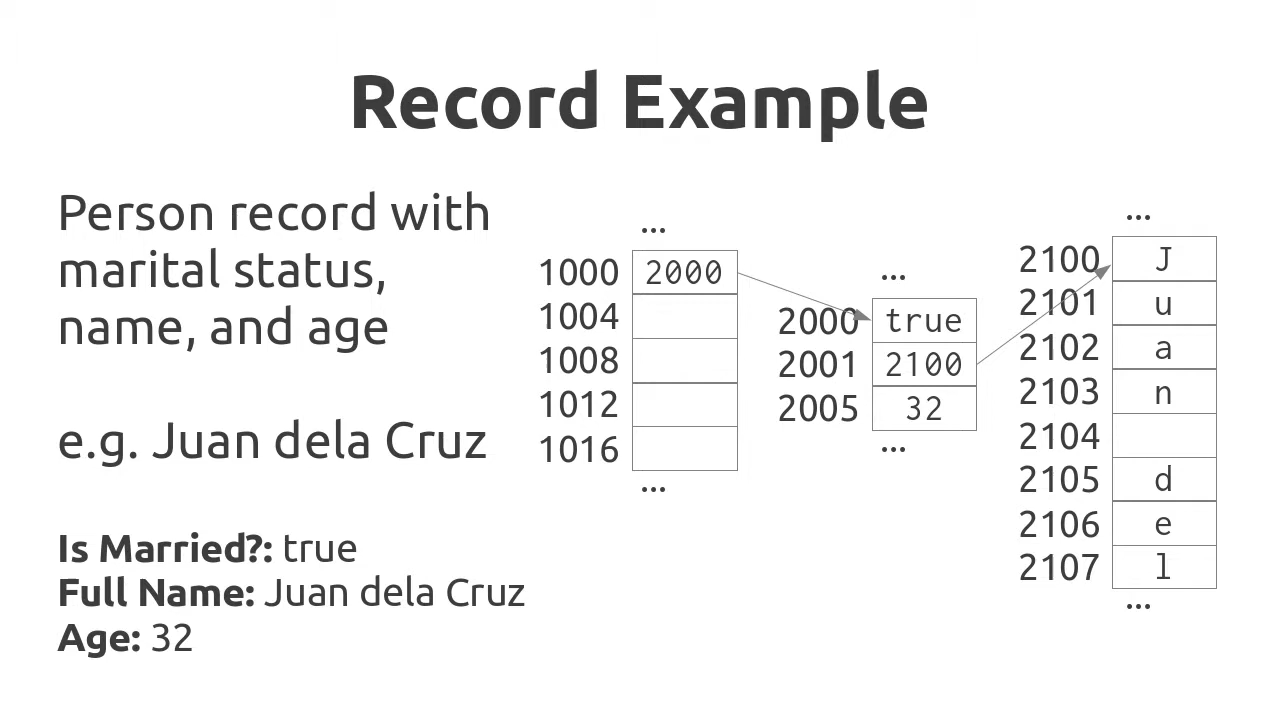 Record Example
Person record with
marital status,
name, and age
e.g. Juan dela Cruz
Is Married?: true
Full Name: Juan dela Cruz
Age: 32
...
1000 2000
1004
1008
1012
1016
...
...
2000 true
2001 2100
2005 32
...
...
2100 J
2101 u
2102 a
2103 n
2104
2105 d
2106 e
2107 l
...